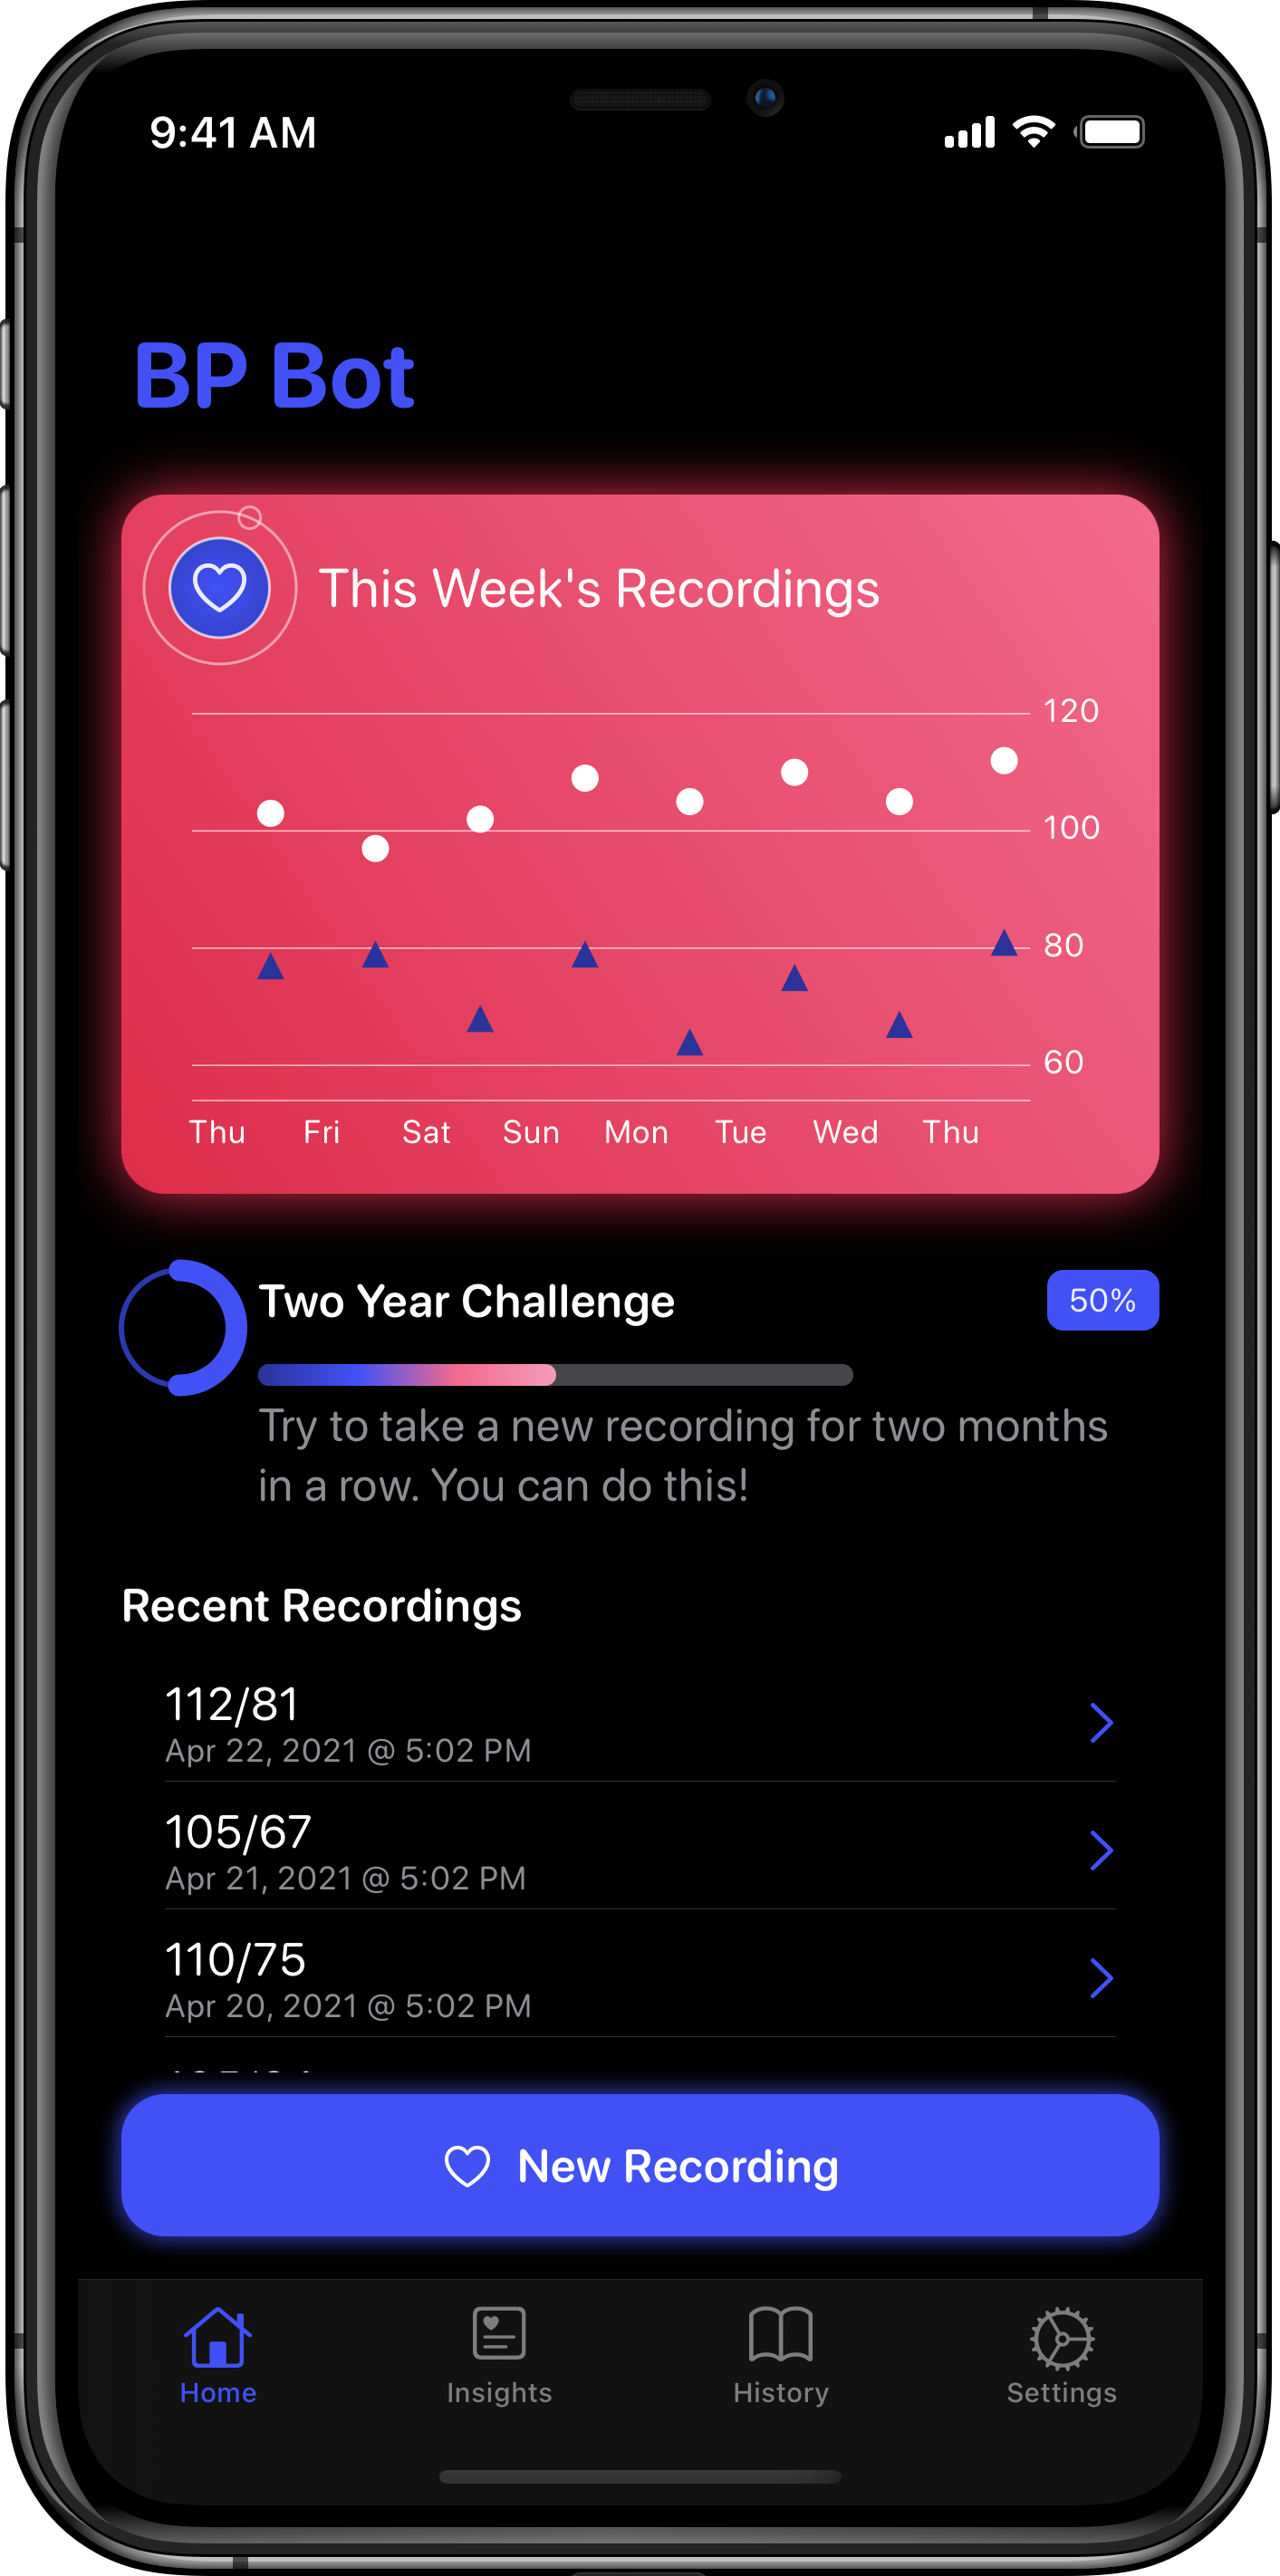 9:41 AM
BP Bot
This Week's Recordings
120
100
80
60
Thu Fri Sat Sun Mon Tue Wed Thu
Two Year Challenge
50%
Try to take a new recording for two months
in a row. You can do this!
Recent Recordings
112/81
Apr 22, 2021 @ 5:02 PM
105/67
Apr 21, 2021 @ 5:02 PM
110/75
Apr 20, 2021 @ 5:02 PM
New Recording
Home Insights History Settings